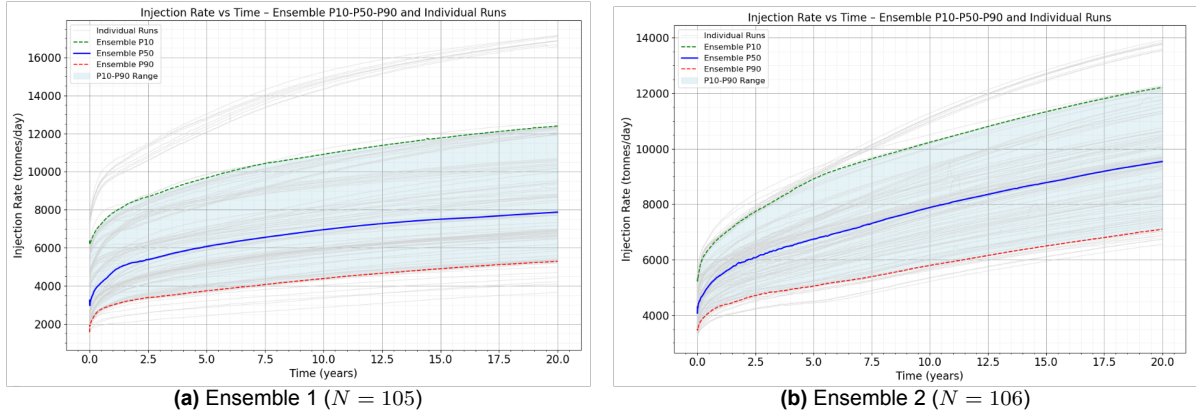 Injection Rate vs Time – Ensemble P10-P50-P90 and Individual Runs
Individual Runs
Ensemble P10
Ensemble P50
Ensemble P90
P10-P90 Range
Injection Rate (tonnes/day)
16000
14000
12000
10000
8000
6000
4000
2000
0.0 2.5 5.0 7.5 10.0 12.5 15.0 17.5 20.0
Time (years)
(a) Ensemble 1 (N = 105)
Injection Rate vs Time – Ensemble P10-P50-P90 and Individual Runs
Individual Runs
Ensemble P10
Ensemble P50
Ensemble P90
P10-P90 Range
Injection Rate (tonnes/day)
14000
12000
10000
8000
6000
4000
0.0 2.5 5.0 7.5 10.0 12.5 15.0 17.5 20.0
Time (years)
(b) Ensemble 2 (N = 106)